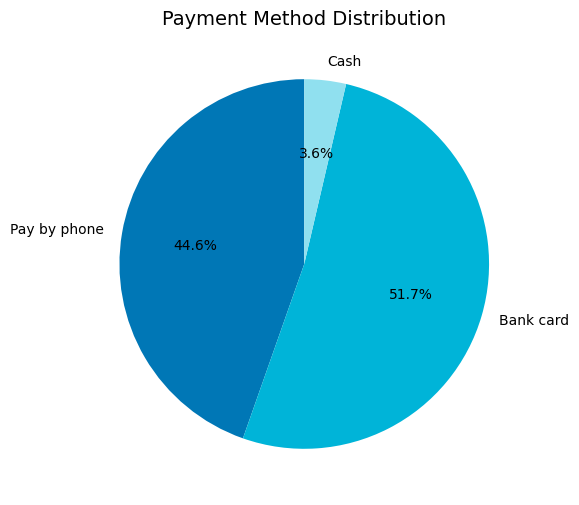 Payment Method Distribution
Cash
3.6%
Pay by phone
44.6%
51.7%
Bank card